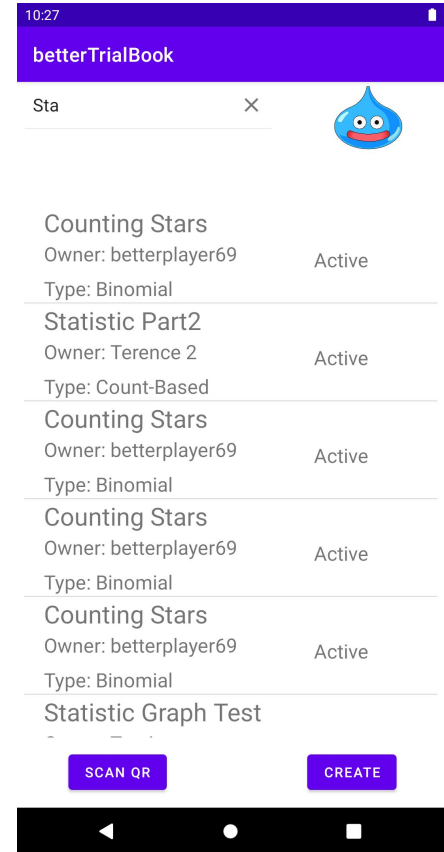 10:27
betterTrialBook
Sta
Counting Stars
Owner: betterplayer69
Active
Type: Binomial
Statistic Part2
Owner: Terence 2
Active
Type: Count-Based
Counting Stars
Owner: betterplayer69
Active
Type: Binomial
Counting Stars
Owner: betterplayer69
Active
Type: Binomial
Counting Stars
Owner: betterplayer69
Active
Type: Binomial
Statistic Graph Test
SCAN QR
CREATE